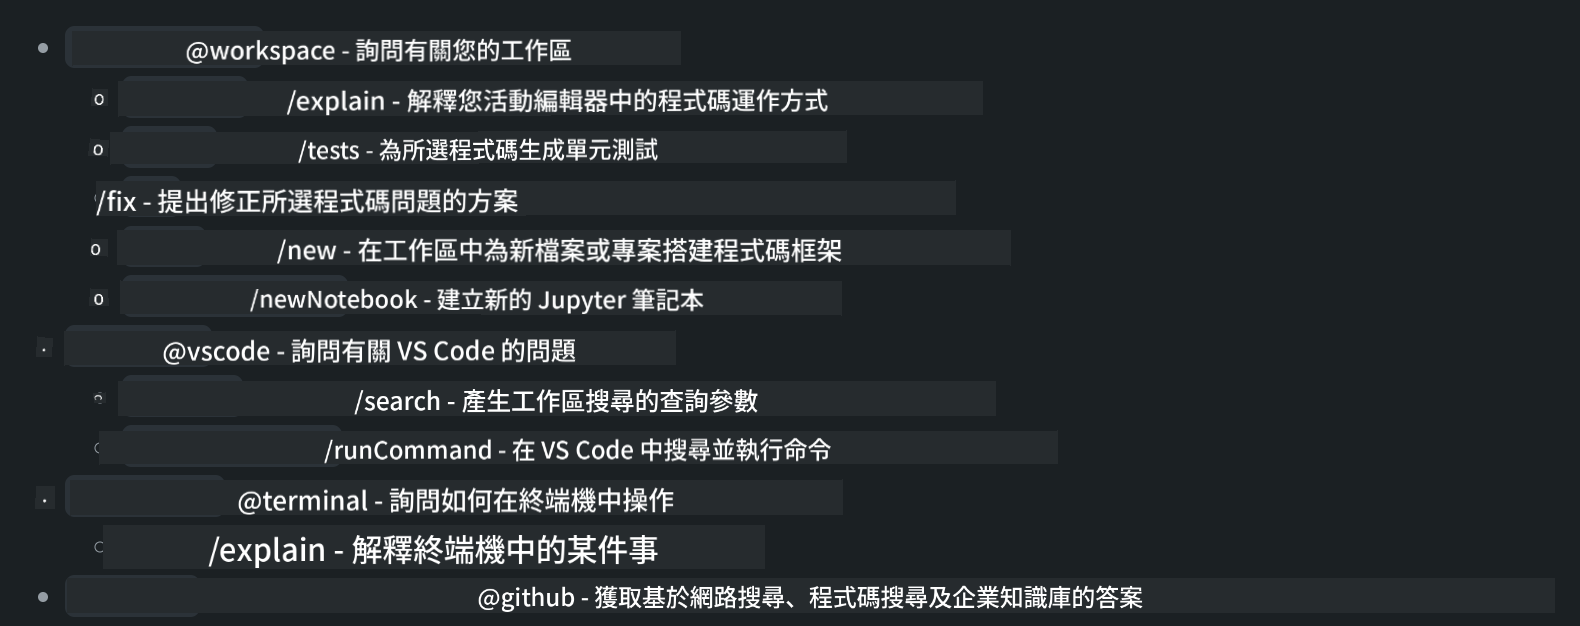 @workspace - 詢問有關您的工作區
/explain - 解釋您活動編輯器中的程式碼運作方式
/tests - 為所選程式碼生成單元測試
/fix - 提出修正所選程式碼問題的方案
/new - 在工作區中為新檔案或專案搭建程式碼框架
/newNotebook - 建立新的 Jupyter 筆記本
@vscode - 詢問有關 VS Code 的問題
/search - 產生工作區搜尋的查詢參數
/runCommand - 在 VS Code 中搜尋並執行命令
@terminal - 詢問如何在終端機中操作
/explain - 解釋終端機中的某件事
@github - 獲取基於網路搜尋、程式碼搜尋及企業知識庫的答案